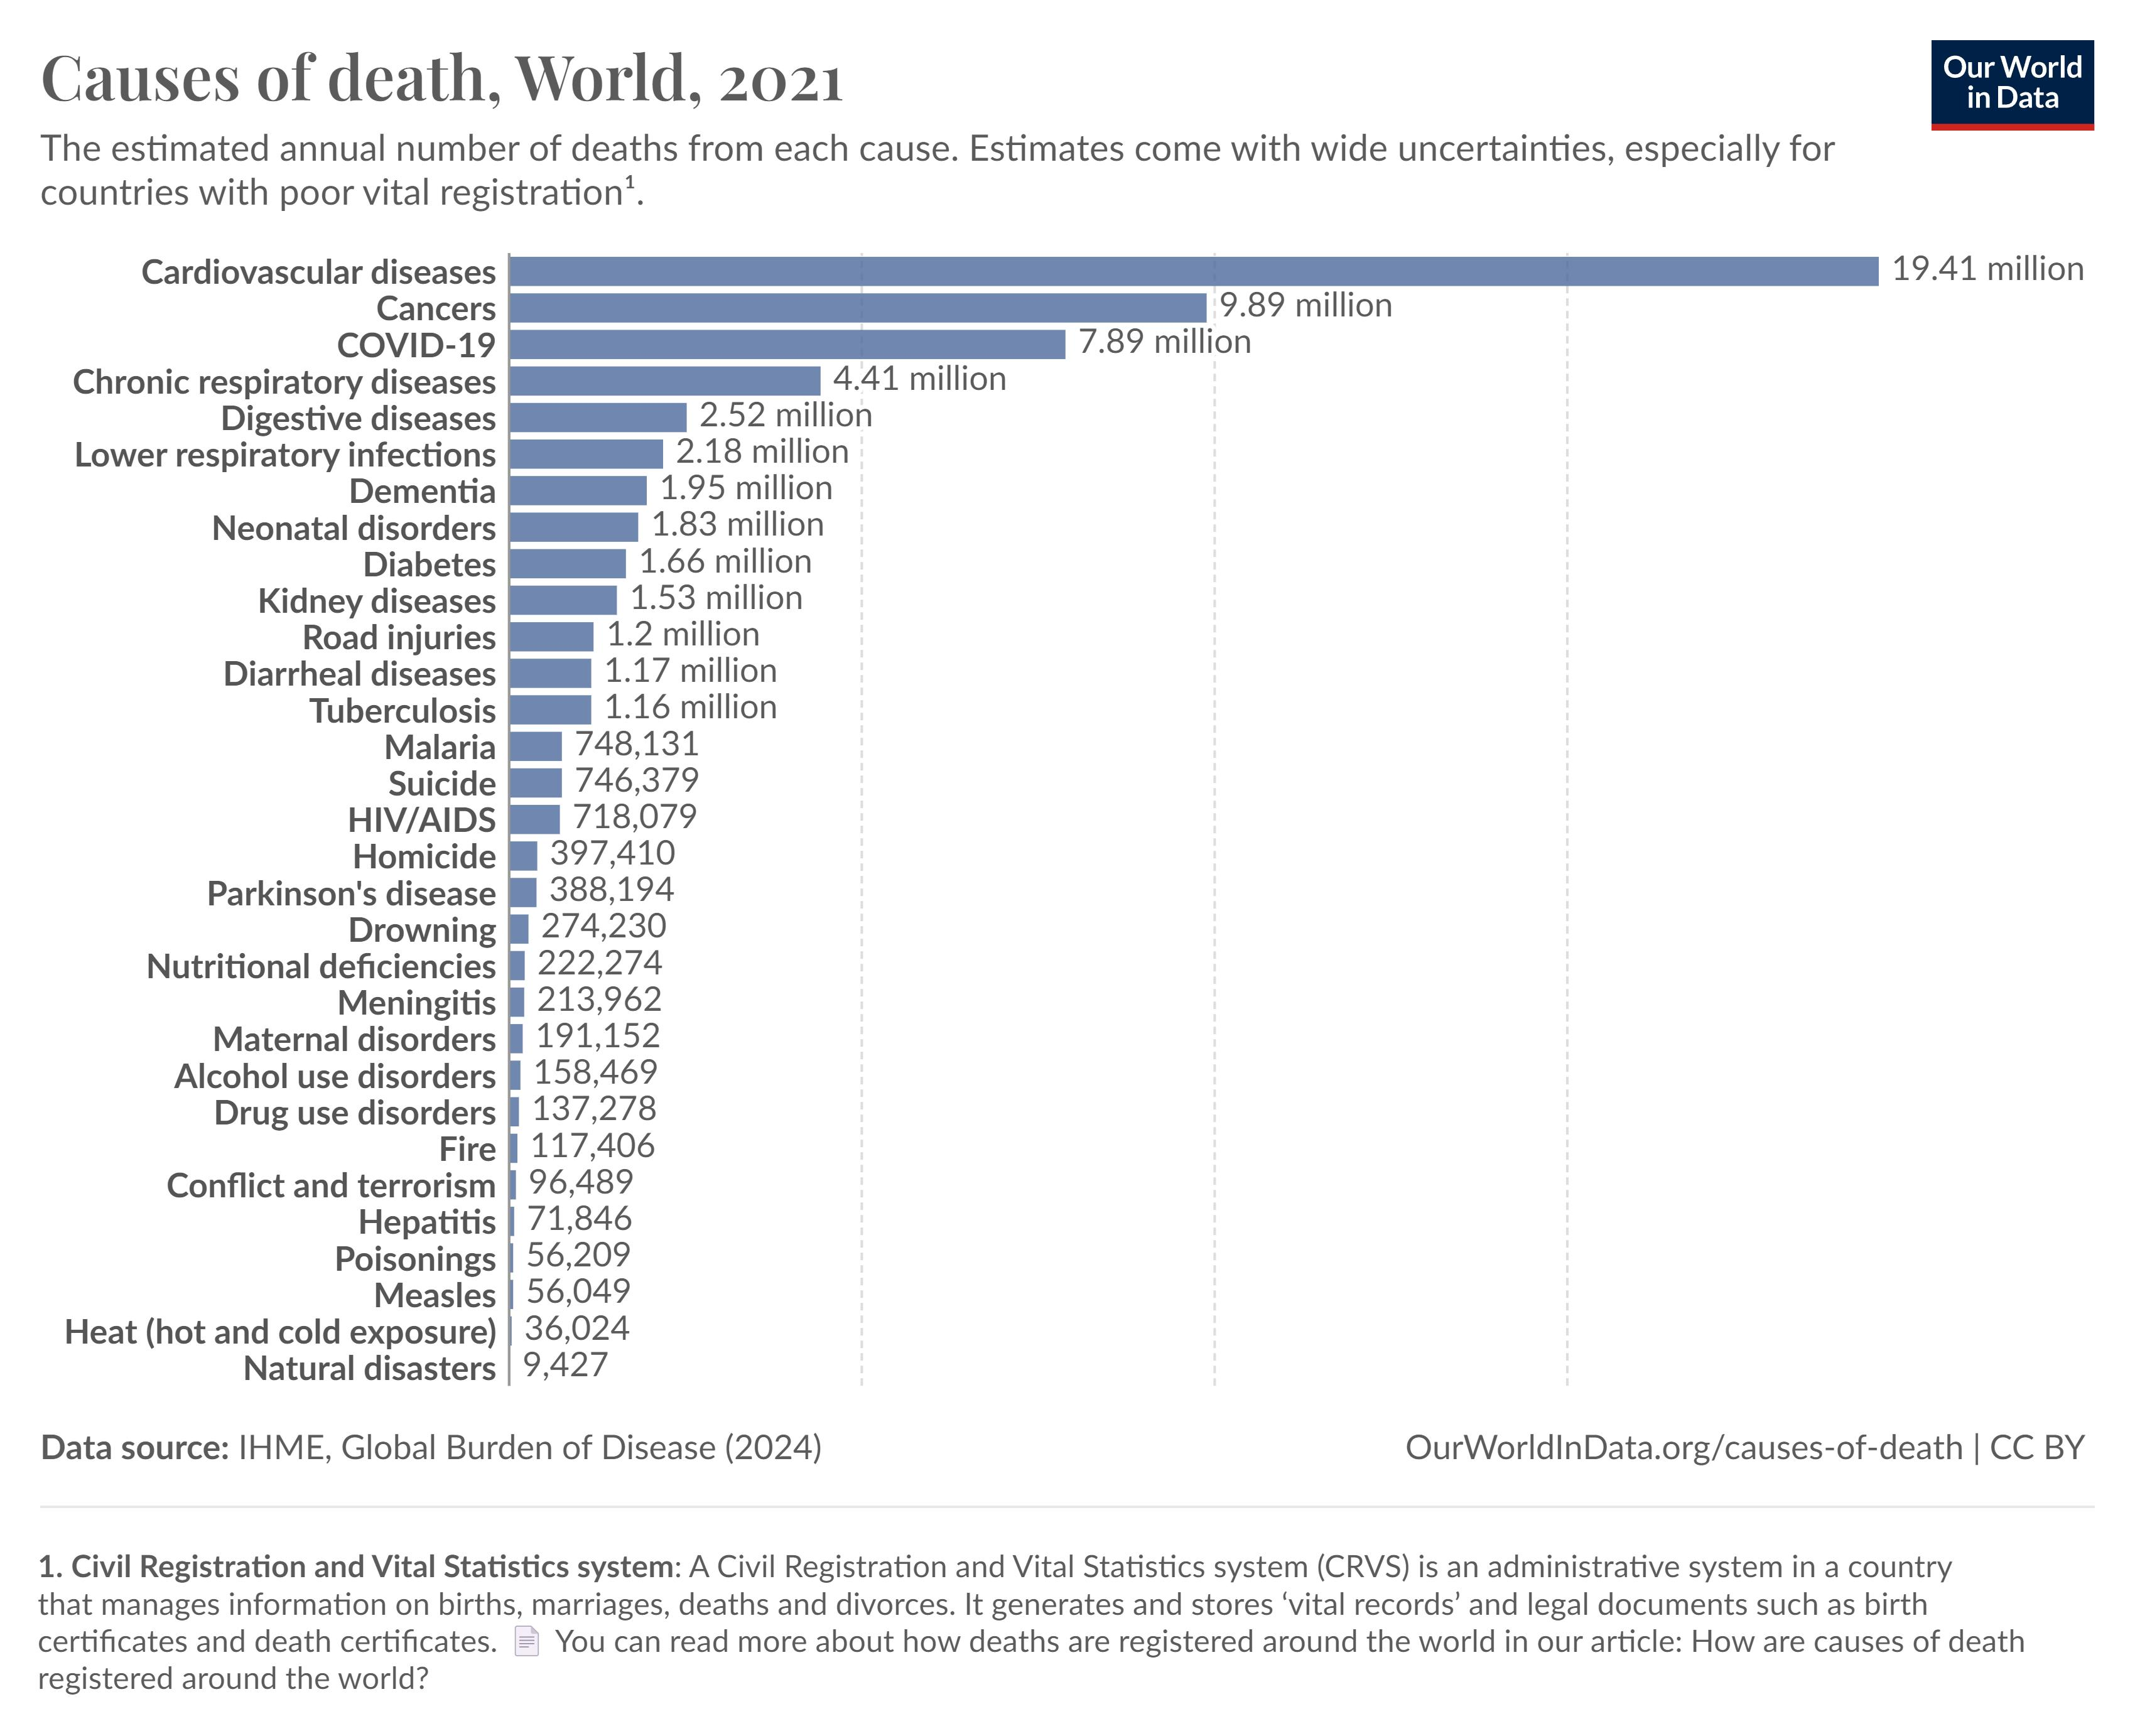 Causes of death, World, 2021
Our World
in Data
The estimated annual number of deaths from each cause. Estimates come with wide uncertainties, especially for
countries with poor vital registration¹.
Cardiovascular diseases 19.41 million
Cancers 9.89 million
COVID-19 7.89 million
Chronic respiratory diseases 4.41 million
Digestive diseases 2.52 million
Lower respiratory infections 2.18 million
Dementia 1.95 million
Neonatal disorders 1.83 million
Diabetes 1.66 million
Kidney diseases 1.53 million
Road injuries 1.2 million
Diarrheal diseases 1.17 million
Tuberculosis 1.16 million
Malaria 748,131
Suicide 746,379
HIV/AIDS 718,079
Homicide 397,410
Parkinson's disease 388,194
Drowning 274,230
Nutritional deficiencies 222,274
Meningitis 213,962
Maternal disorders 191,152
Alcohol use disorders 158,469
Drug use disorders 137,278
Fire 117,406
Conflict and terrorism 96,489
Hepatitis 71,846
Poisonings 56,209
Measles 56,049
Heat (hot and cold exposure) 36,024
Natural disasters 9,427
Data source: IHME, Global Burden of Disease (2024)
OurWorldInData.org/causes-of-death | CC BY
1. Civil Registration and Vital Statistics system: A Civil Registration and Vital Statistics system (CRVS) is an administrative system in a country
that manages information on births, marriages, deaths and divorces. It generates and stores ‘vital records’ and legal documents such as birth
certificates and death certificates. You can read more about how deaths are registered around the world in our article: How are causes of death
registered around the world?